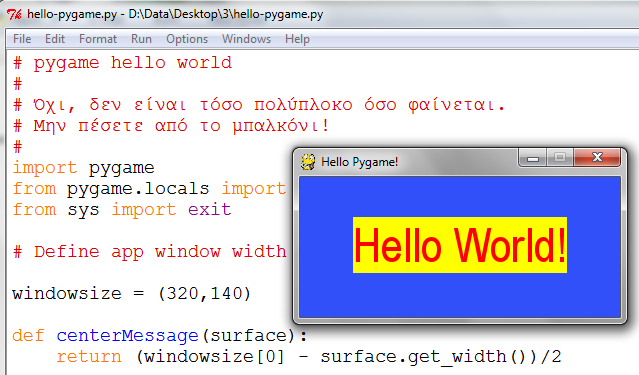 hello-pygame.py - D:\Data\Desktop\3\hello-pygame.py
File Edit Format Run Options Windows Help
# pygame hello world
#
# Όχι, δεν είναι τόσο πολύπλοκο όσο φαίνεται.
# Μην πέσετε από το μπαλκόνι!
#
import pygame
from pygame.locals import
from sys import exit
# Define app window width
windowsize = (320,140)
def centerMessage(surface):
return (windowsize[0] - surface.get_width())/2
Hello Pygame!
Hello World!